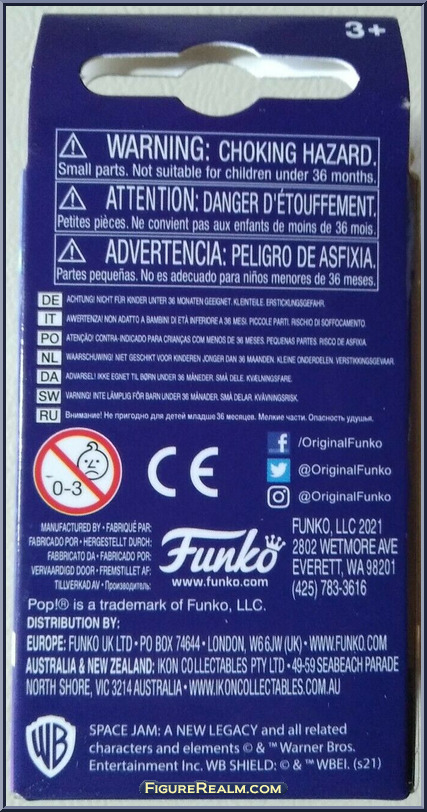 3+
WARNING: CHOKING HAZARD.
Small parts. Not suitable for children under 36 months.
ATTENTION: DANGER D'ÉTOUFFEMENT.
Petites pièces. Ne convient pas aux enfants de moins de 36 mois.
ADVERTENCIA: PELIGRO DE ASFIXIA.
Partes pequeñas. No es adecuado para niños menores de 36 meses.
DE ACHTUNG! NICHT FÜR KINDER UNTER 36 MONATEN GEEIGNET. KLEINTEILE. ERSTICKUNGSGEFAHR.
IT AVVERTENZA! NON ADATTO A BAMBINI DI ETÀ INFERIORE A 36 MESI. PICCOLE PARTI. RISCHIO DI SOFFOCAMENTO.
PO ATENÇÃO! CONTRA-INDICADO PARA CRIANÇAS COM MENOS DE 36 MESES. PEQUENAS PARTES. RISCO DE ASFIXIA.
NL WAARSCHUWING! NIET GESCHIKT VOOR KINDEREN JONGER DAN 36 MAANDEN. KLEINE ONDERDELEN. VERSTIKKINGSGEVAAR.
DA ADVARSEL! IKKE EGNET TIL BØRN UNDER 36 MÅNEDER. SMÅ DELE. KVÆLNINGSFARE.
SW VARNING! INTE LÄMPLIG FÖR BARN UNDER 36 MÅNADER. SMÅ DELAR. KVÄVNINGSRISK.
RU Внимание! Не пригодно для детей младше 36 месяцев. Мелкие части. Опасность удушья.
0-3
CE
/OriginalFunko
@OriginalFunko
@OriginalFunko
MANUFACTURED BY • FABRIQUÉ PAR:
FABRICADO POR • HERGESTELLT DURCH:
FABBRICATO DA • FABRICADO POR:
VERVAARDIGD DOOR • FREMSTILLET AF:
TILLVERKAD AV • Производитель:
Funko
www.funko.com
FUNKO, LLC 2021
2802 WETMORE AVE
EVERETT, WA 98201
(425) 783-3616
Pop!® is a trademark of Funko, LLC.
DISTRIBUTION BY:
EUROPE: FUNKO UK LTD • PO BOX 74644 • LONDON, W6 6JW (UK) • WWW.FUNKO.COM
AUSTRALIA & NEW ZEALAND: IKON COLLECTABLES PTY LTD • 49-59 SEABEACH PARADE
NORTH SHORE, VIC 3214 AUSTRALIA • WWW.IKONCOLLECTABLES.COM.AU
WB
SPACE JAM: A NEW LEGACY and all related
characters and elements © & ™ Warner Bros.
Entertainment Inc. WB SHIELD: © & ™ WBEI. (s21)
FIGUREREALM.COM